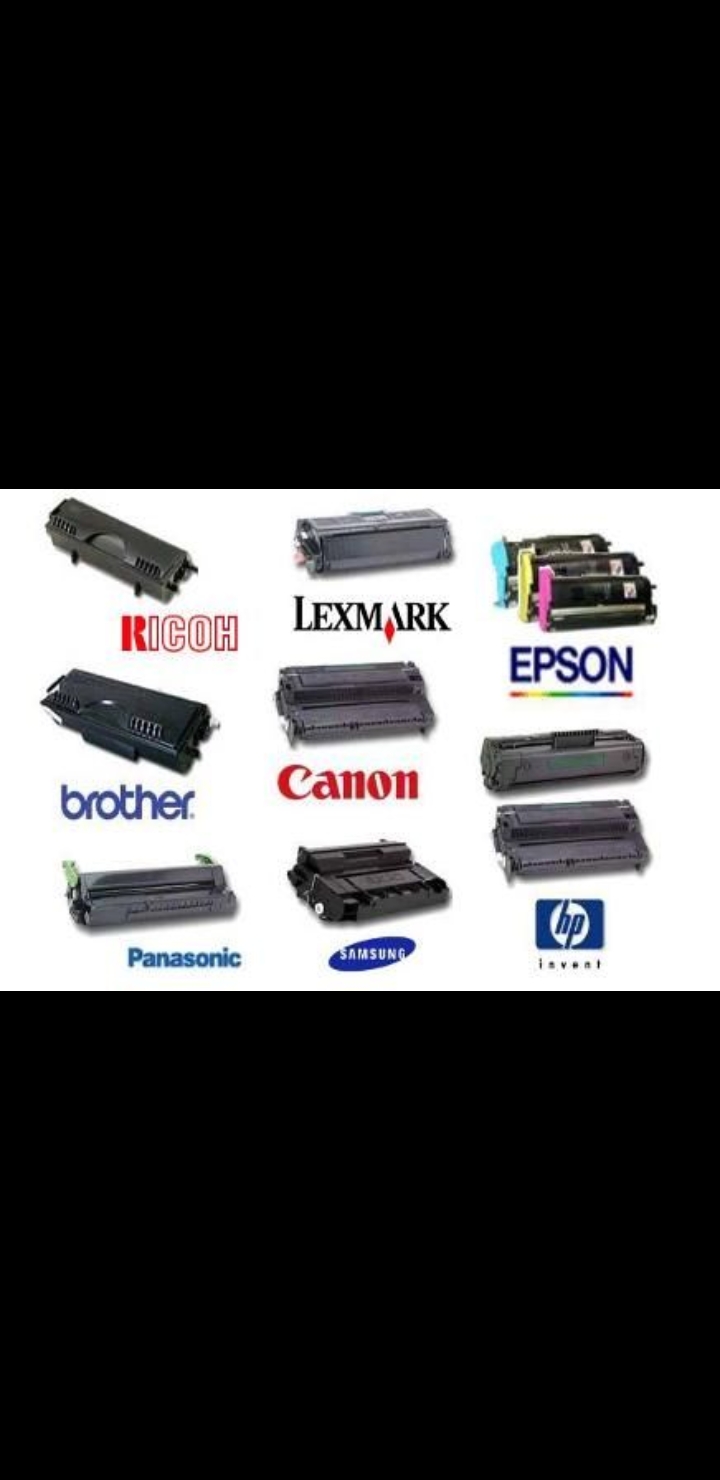 RICOH
LEXMARK
EPSON
brother
Canon
Panasonic
SAMSUNG
hp
invent